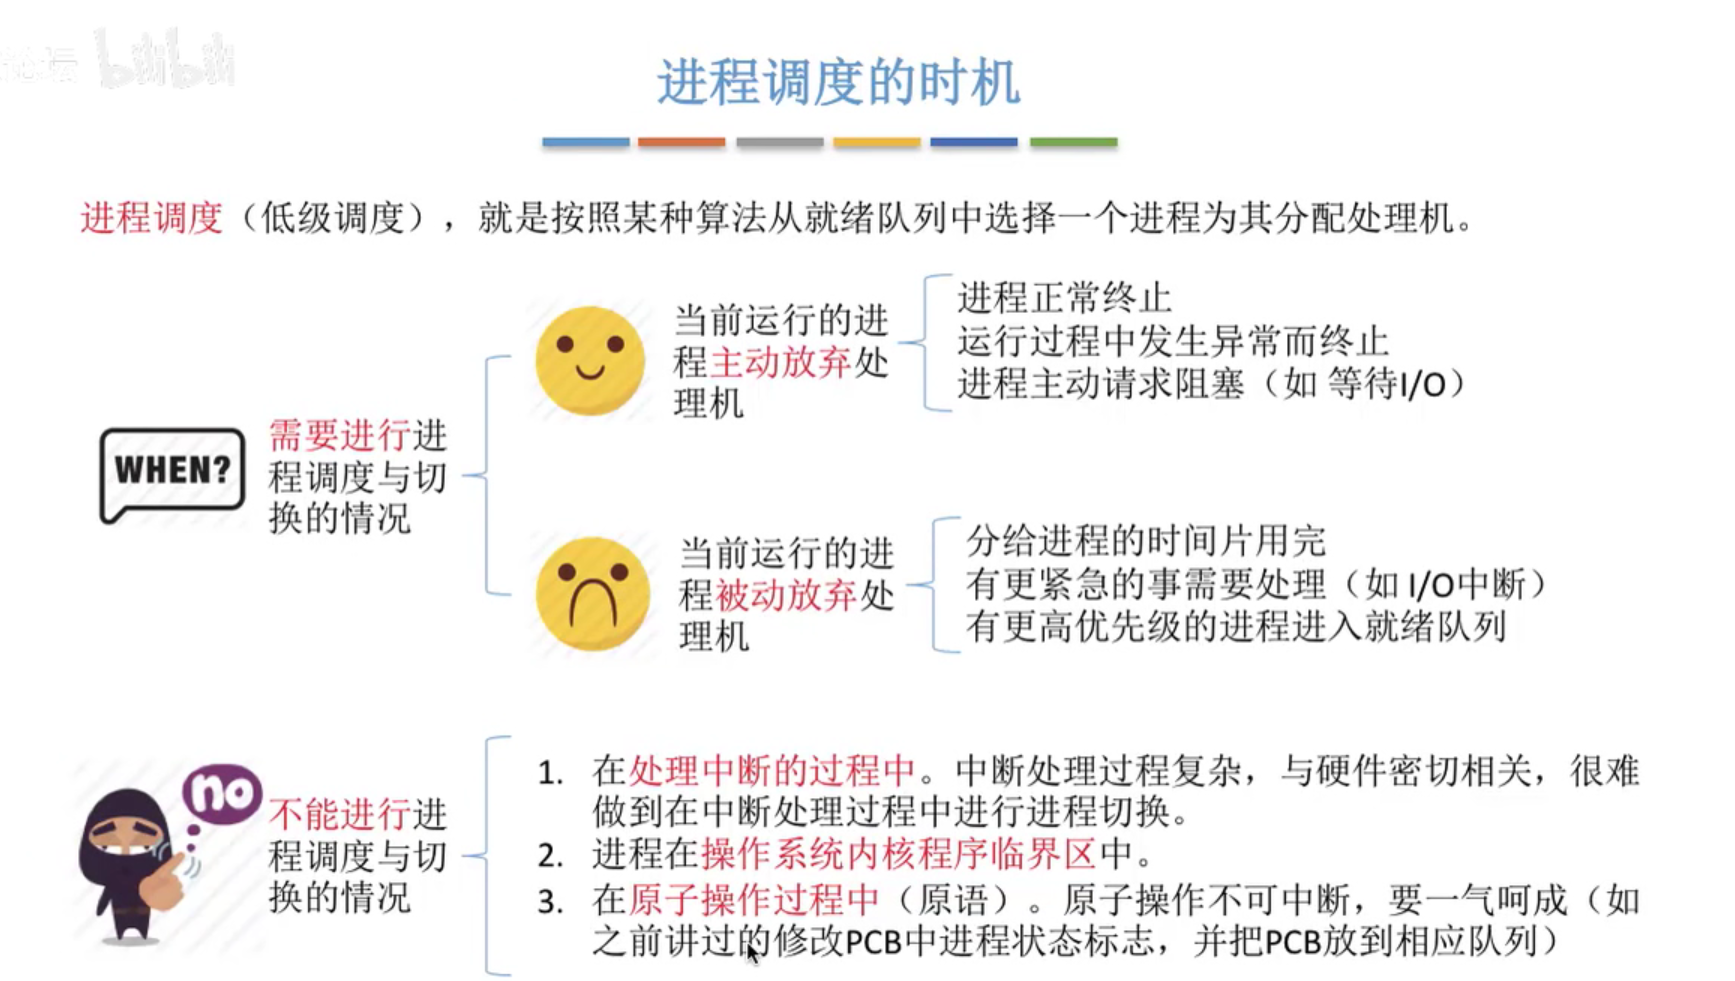 论坛 bilibili
进程调度的时机
进程调度（低级调度），就是按照某种算法从就绪队列中选择一个进程为其分配处理机。
WHEN?
需要进行进
程调度与切
换的情况
当前运行的进
程主动放弃处
理机
进程正常终止
运行过程中发生异常而终止
进程主动请求阻塞（如 等待I/O）
当前运行的进
程被动放弃处
理机
分给进程的时间片用完
有更紧急的事需要处理（如 I/O中断）
有更高优先级的进程进入就绪队列
no
不能进行进
程调度与切
换的情况
1. 在处理中断的过程中。中断处理过程复杂，与硬件密切相关，很难
做到在中断处理过程中进行进程切换。
2. 进程在操作系统内核程序临界区中。
3. 在原子操作过程中（原语）。原子操作不可中断，要一气呵成（如
之前讲过的修改PCB中进程状态标志，并把PCB放到相应队列）